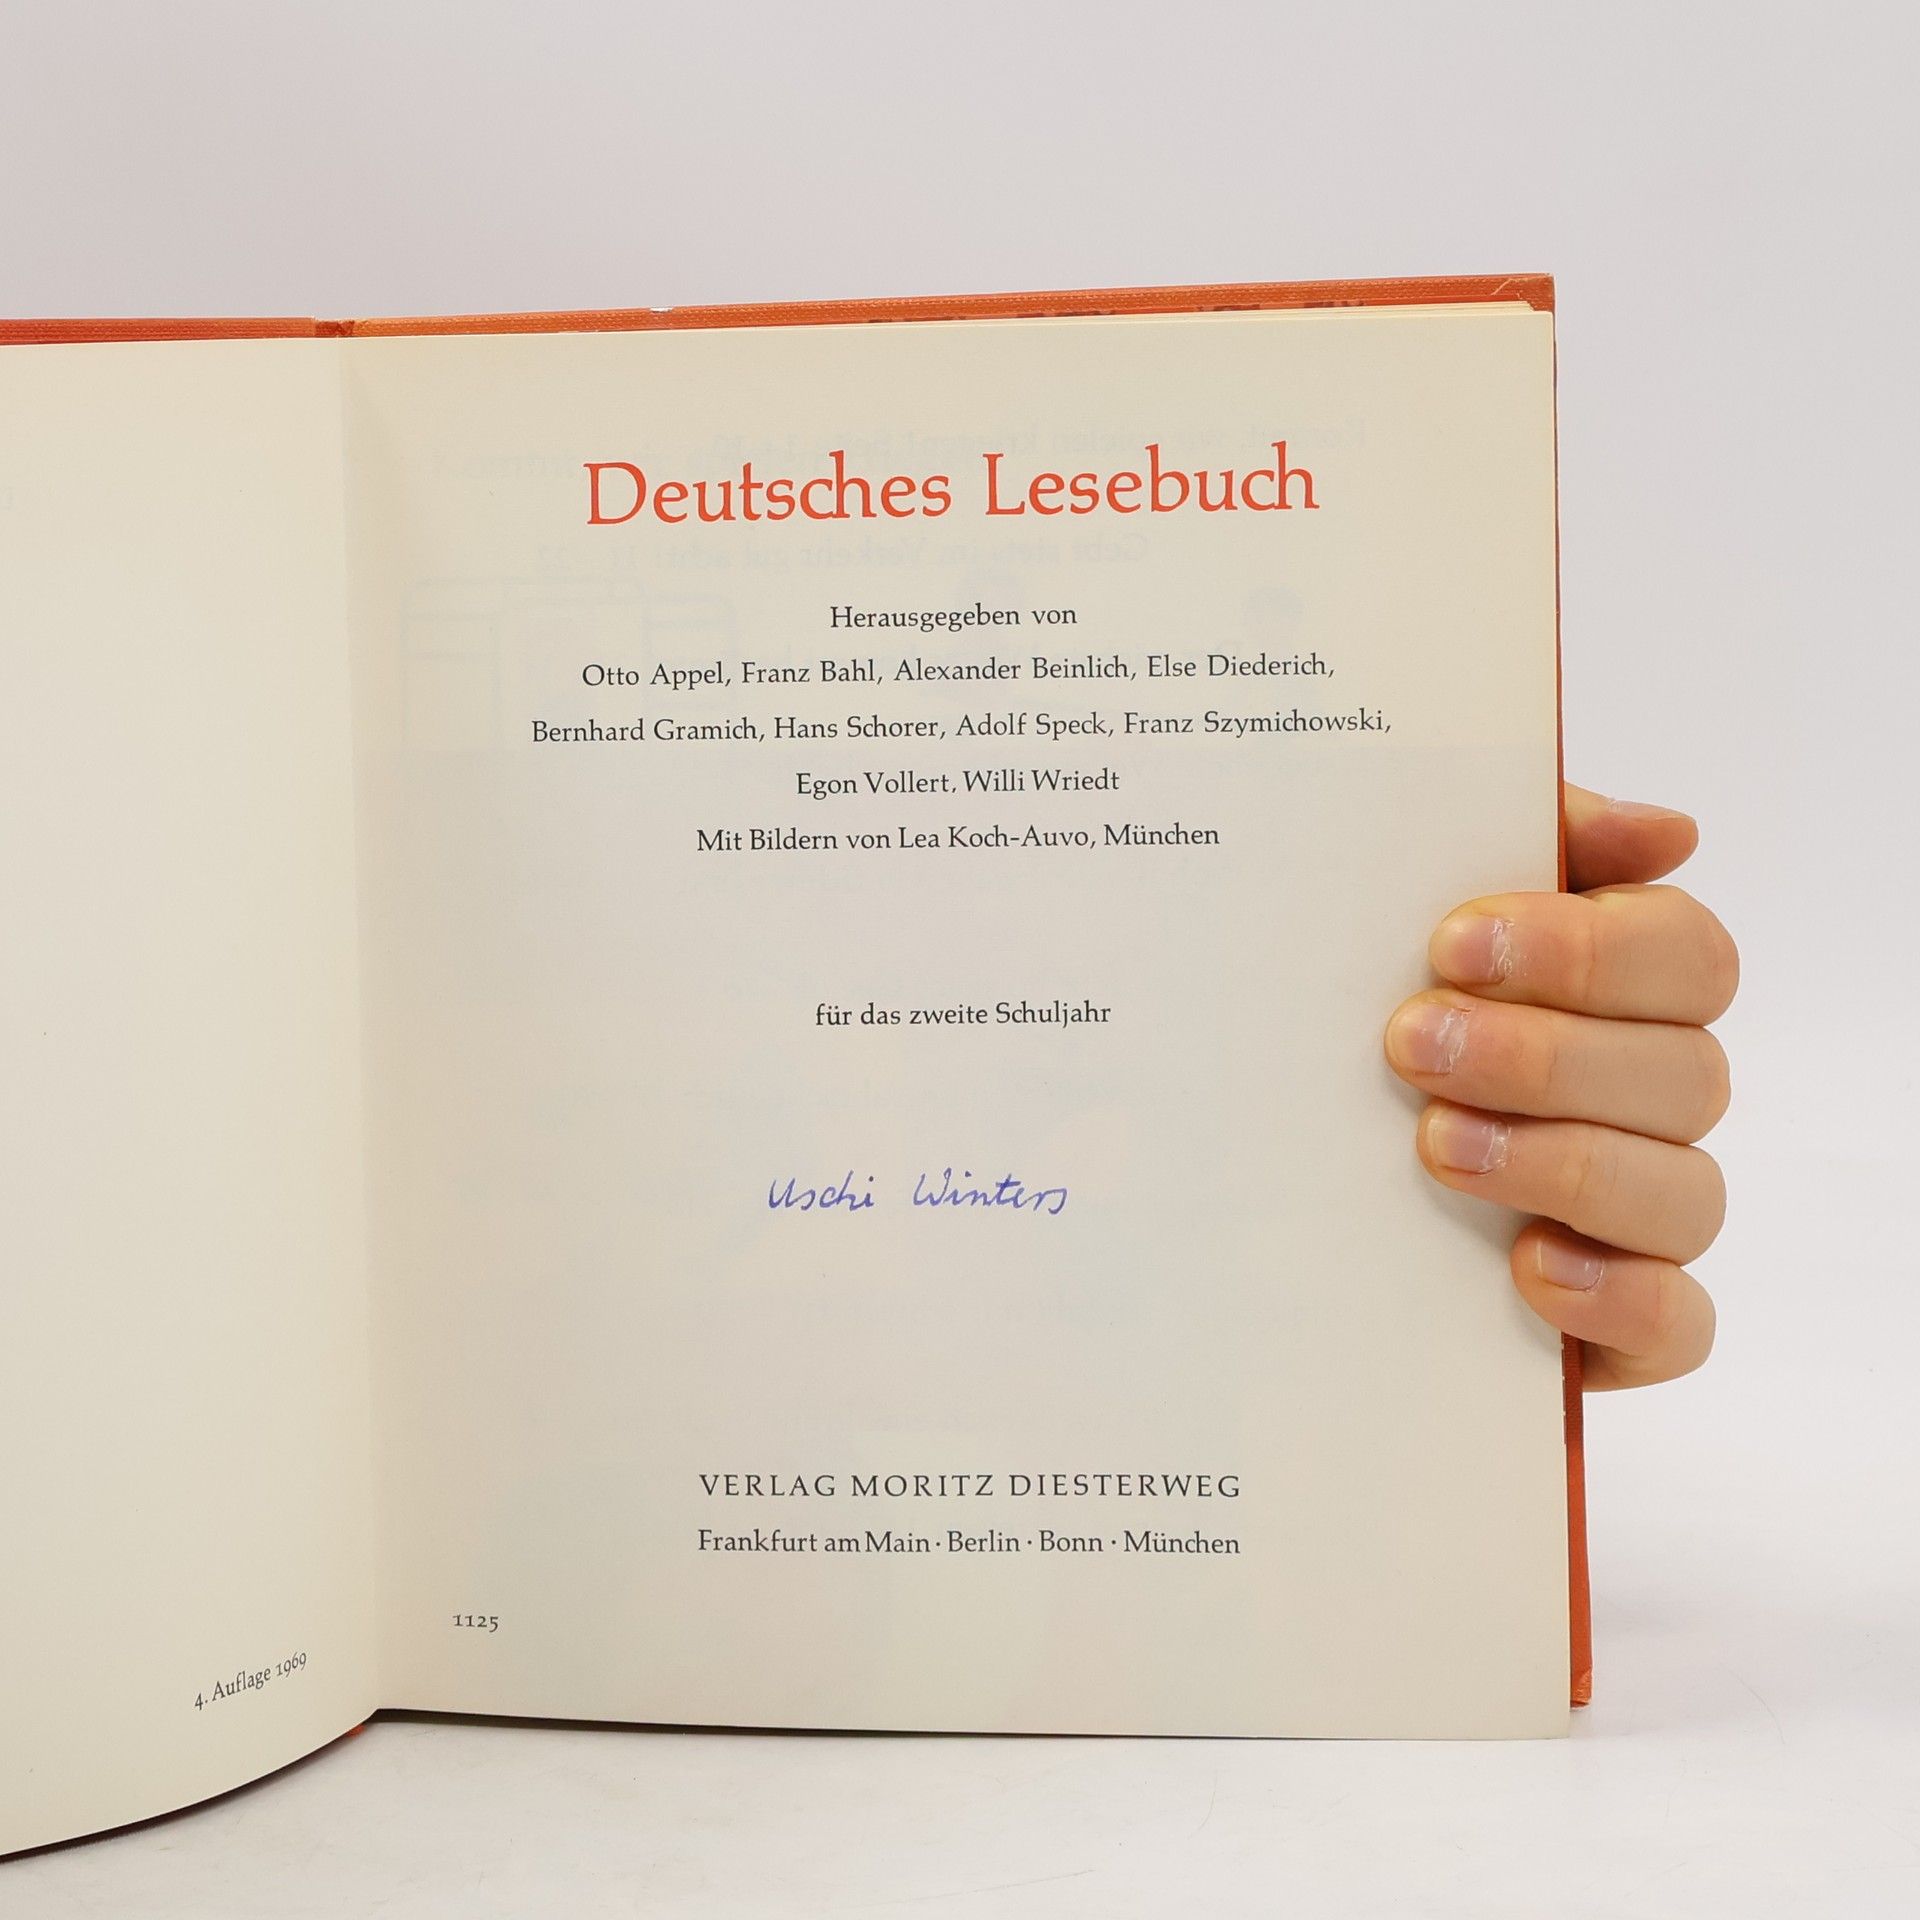 4. Auflage 1969
Deutsches Lesebuch
Herausgegeben von
Otto Appel, Franz Bahl, Alexander Beinlich, Else Diederich,
Bernhard Gramich, Hans Schorer, Adolf Speck, Franz Szymichowski,
Egon Vollert, Willi Wriedt
Mit Bildern von Lea Koch-Auvo, München
für das zweite Schuljahr
Uschi Winters
VERLAG MORITZ DIESTERWEG
Frankfurt am Main · Berlin · Bonn · München
1125